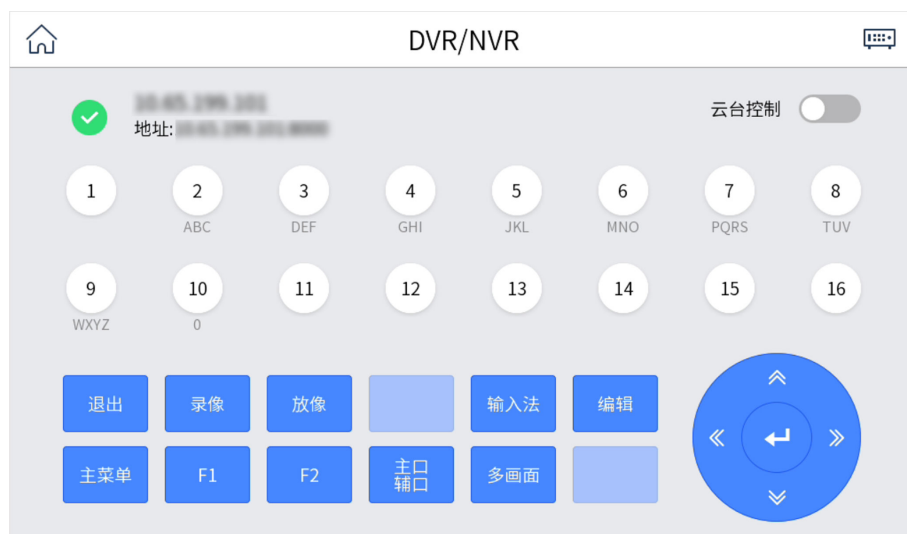 DVR/NVR
地址:
云台控制
1 2 3 4 5 6 7 8
ABC DEF GHI JKL MNO PQRS TUV
9 10 11 12 13 14 15 16
WXYZ 0
退出 录像 放像 输入法 编辑
主菜单 F1 F2 主口 多画面
辅口